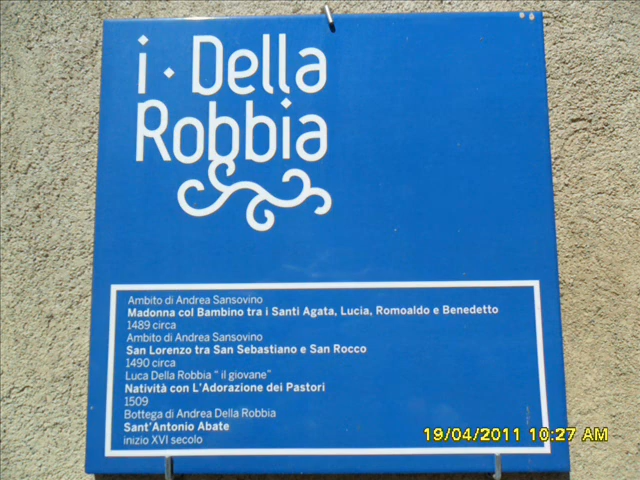 i · Della
Robbia
Ambito di Andrea Sansovino
Madonna col Bambino tra i Santi Agata, Lucia, Romoaldo e Benedetto
1489 circa
Ambito di Andrea Sansovino
San Lorenzo tra San Sebastiano e San Rocco
1490 circa
Luca Della Robbia “ il giovane”
Natività con L'Adorazione dei Pastori
1509
Bottega di Andrea Della Robbia
Sant'Antonio Abate
inizio XVI secolo
19/04/2011 10:27 AM